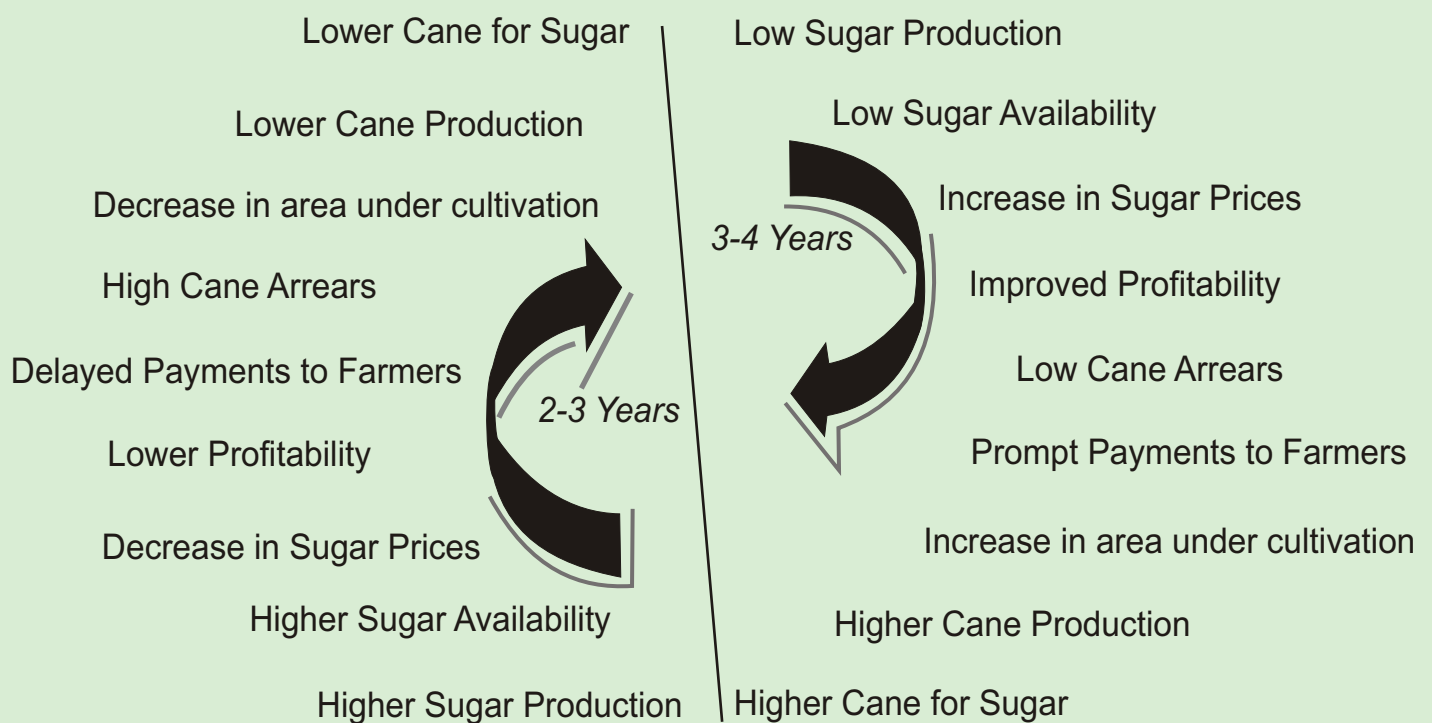 Lower Cane for Sugar
Lower Cane Production
Decrease in area under cultivation
High Cane Arrears
Delayed Payments to Farmers
2-3 Years
Lower Profitability
Decrease in Sugar Prices
Higher Sugar Availability
Higher Sugar Production
Low Sugar Production
Low Sugar Availability
Increase in Sugar Prices
3-4 Years
Improved Profitability
Low Cane Arrears
Prompt Payments to Farmers
Increase in area under cultivation
Higher Cane Production
Higher Cane for Sugar